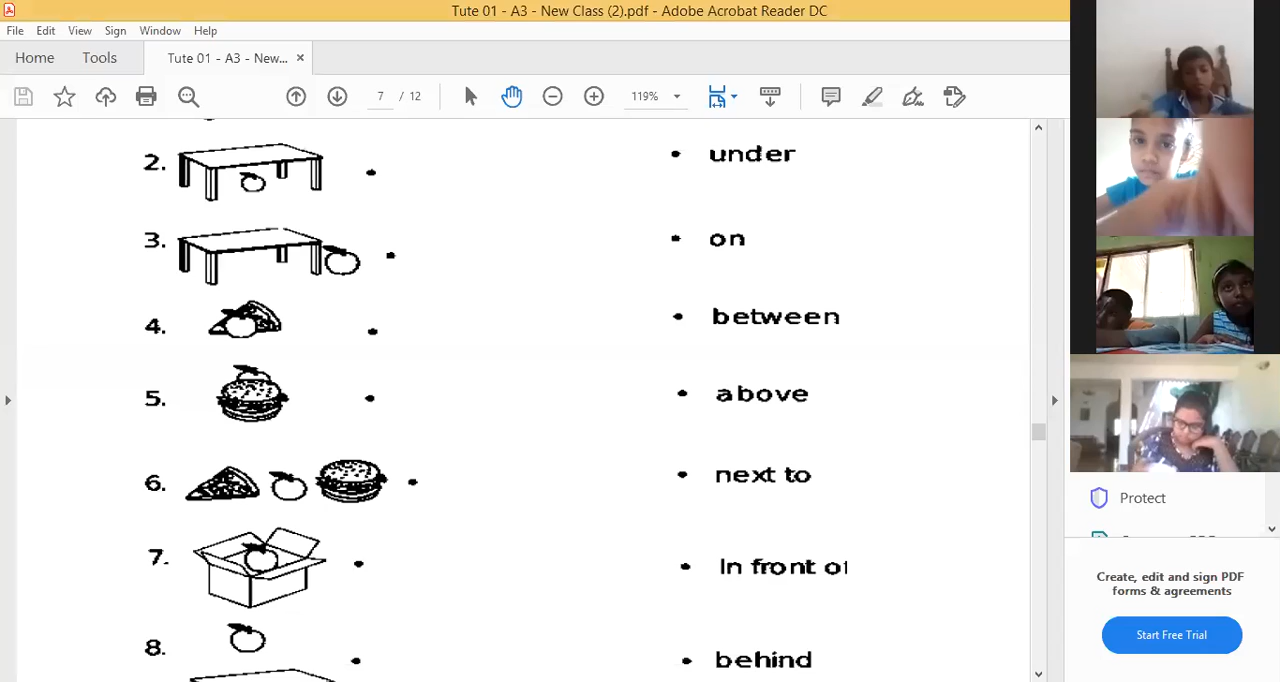 Tute 01 - A3 - New Class (2).pdf - Adobe Acrobat Reader DC
File Edit View Sign Window Help
Home Tools Tute 01 - A3 - New... ×
7 / 12 119%
2. under
3. on
4. between
5. above
6. next to
7. In front of
8. behind
Protect
Create, edit and sign PDF
forms & agreements
Start Free Trial